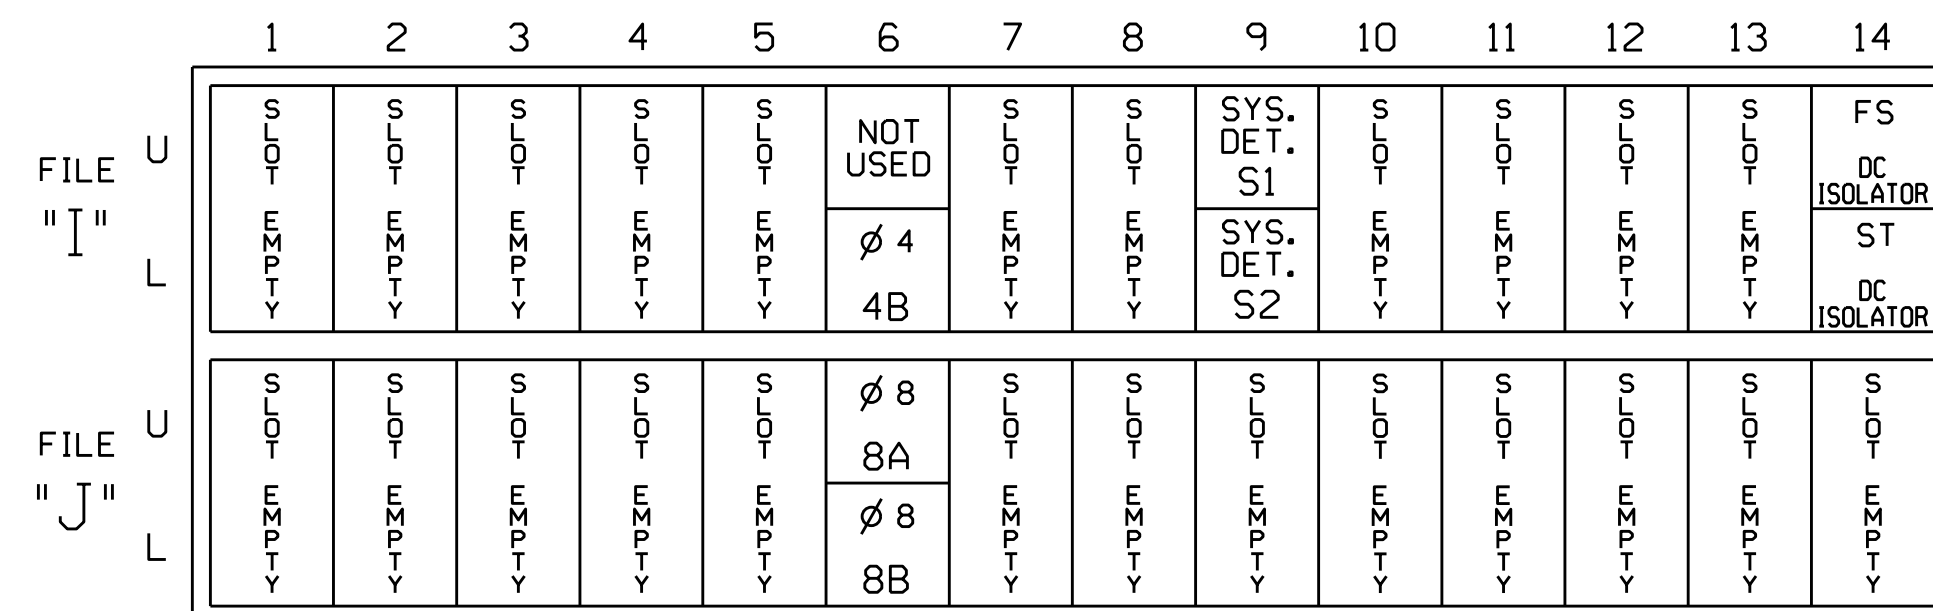 1 2 3 4 5 6 7 8 9 10 11 12 13 14
FILE "I"
U
L
SLOT EMPTY
SLOT EMPTY
SLOT EMPTY
SLOT EMPTY
SLOT EMPTY
NOT
USED
ø 4
4B
SLOT EMPTY
SLOT EMPTY
SYS.
DET.
S1
SYS.
DET.
S2
SLOT EMPTY
SLOT EMPTY
SLOT EMPTY
SLOT EMPTY
FS
DC
ISOLATOR
ST
DC
ISOLATOR
FILE "J"
U
L
SLOT EMPTY
SLOT EMPTY
SLOT EMPTY
SLOT EMPTY
SLOT EMPTY
ø 8
8A
ø 8
8B
SLOT EMPTY
SLOT EMPTY
SLOT EMPTY
SLOT EMPTY
SLOT EMPTY
SLOT EMPTY
SLOT EMPTY
SLOT EMPTY